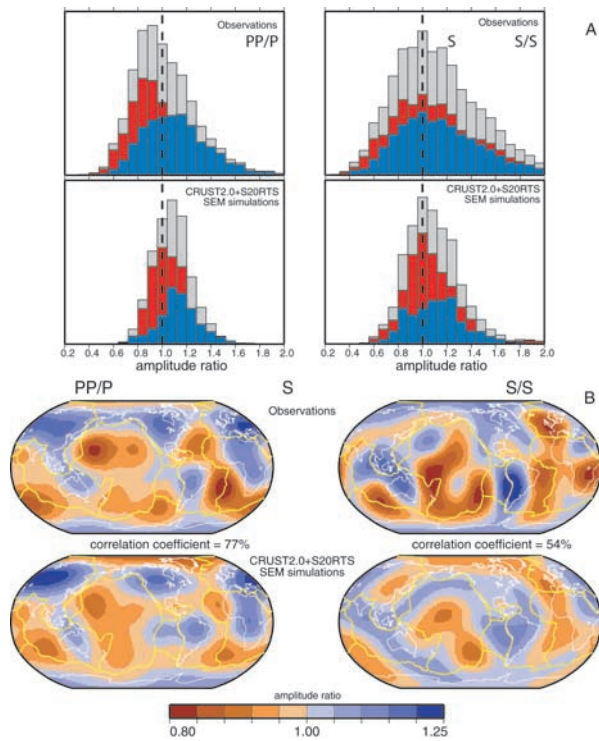 Observations
PP/P
A
Observations
S
S/S
CRUST2.0+S20RTS
SEM simulations
CRUST2.0+S20RTS
SEM simulations
0.2 0.4 0.6 0.8 1.0 1.2 1.4 1.6 1.8 2.0
amplitude ratio
0.2 0.4 0.6 0.8 1.0 1.2 1.4 1.6 1.8 2.0
amplitude ratio
PP/P
S
S/S
B
Observations
correlation coefficient = 77%
correlation coefficient = 54%
CRUST2.0+S20RTS
SEM simulations
amplitude ratio
0.80 1.00 1.25